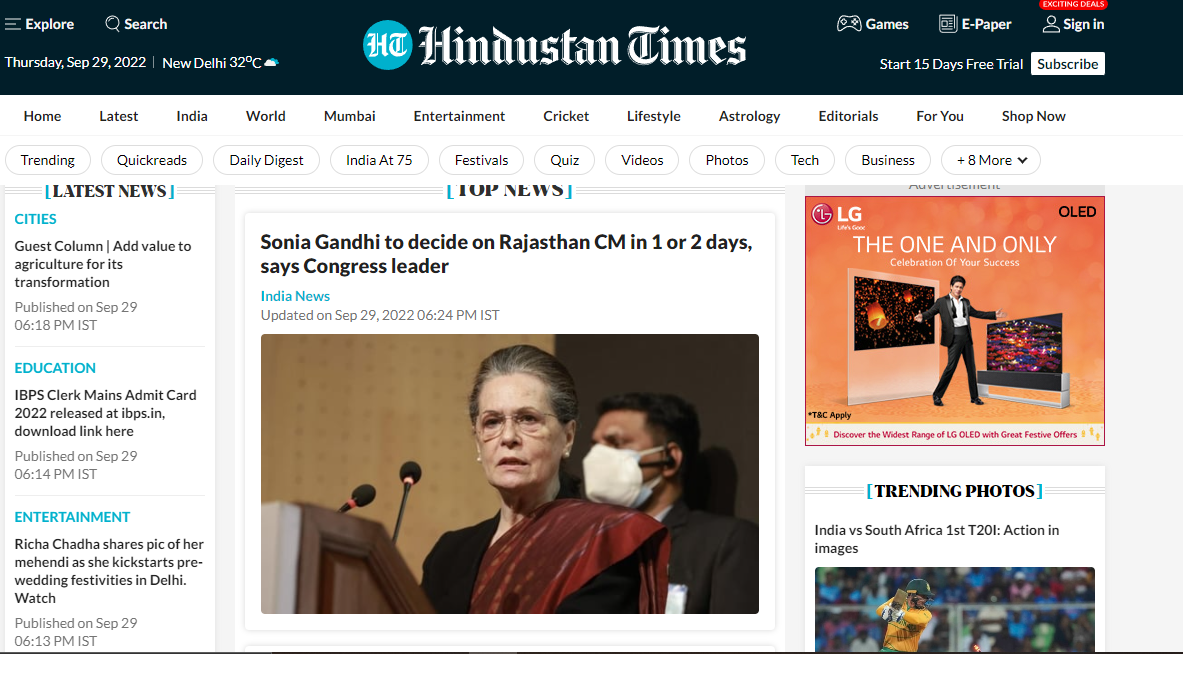 Explore
Search
Hindustan Times
HT
Games
E-Paper
EXCITING DEALS
Sign in
Thursday, Sep 29, 2022
New Delhi 32°C
Start 15 Days Free Trial
Subscribe
Home
Latest
India
World
Mumbai
Entertainment
Cricket
Lifestyle
Astrology
Editorials
For You
Shop Now
Trending
Quickreads
Daily Digest
India At 75
Festivals
Quiz
Videos
Photos
Tech
Business
+ 8 More
[LATEST NEWS]
CITIES
Guest Column | Add value to
agriculture for its
transformation
Published on Sep 29
06:18 PM IST
EDUCATION
IBPS Clerk Mains Admit Card
2022 released at ibps.in,
download link here
Published on Sep 29
06:14 PM IST
ENTERTAINMENT
Richa Chadha shares pic of her
mehendi as she kickstarts pre-
wedding festivities in Delhi.
Watch
Published on Sep 29
06:13 PM IST
[TOP NEWS]
Sonia Gandhi to decide on Rajasthan CM in 1 or 2 days,
says Congress leader
India News
Updated on Sep 29, 2022 06:24 PM IST
Advertisement
LG
Life's Good
OLED
THE ONE AND ONLY
Celebration Of Your Success
*T&C Apply
Discover the Widest Range of LG OLED with Great Festive Offers
[TRENDING PHOTOS]
India vs South Africa 1st T20I: Action in
images